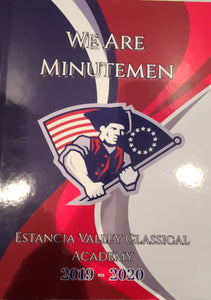 WE ARE
MINUTEMEN
ESTANCIA VALLEY CLASSICAL
ACADEMY
2019 - 2020